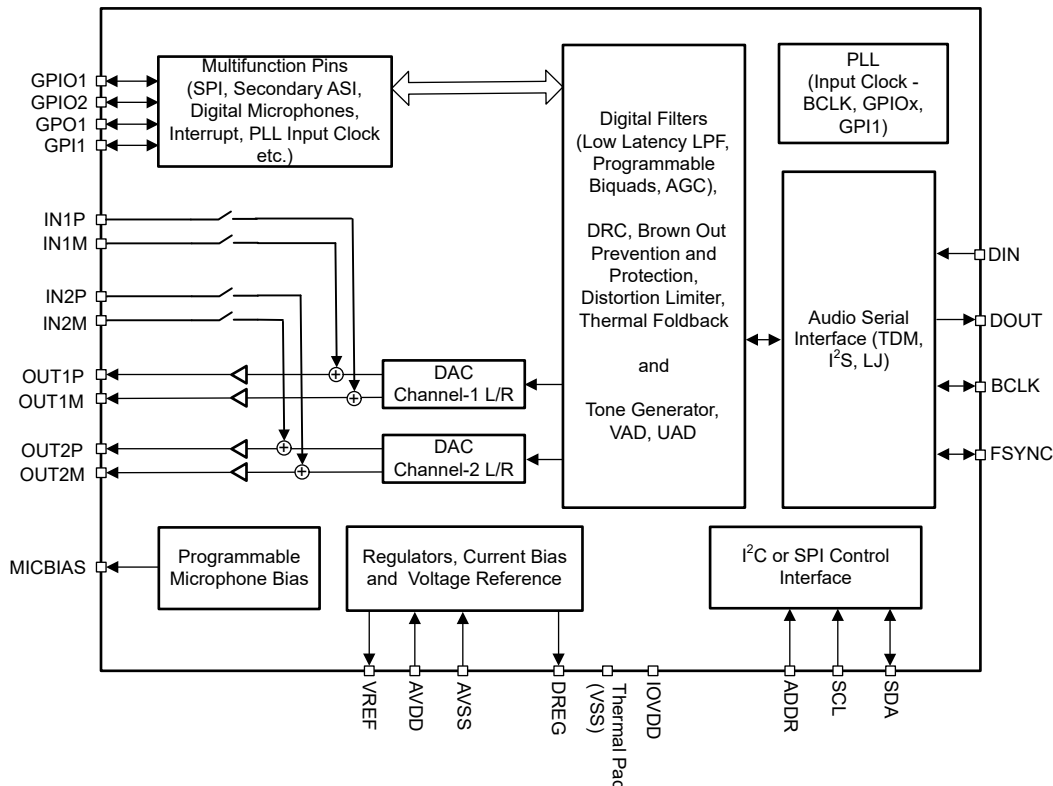 GPIO1
GPIO2
GPO1
GPI1
Multifunction Pins
(SPI, Secondary ASI,
Digital Microphones,
Interrupt, PLL Input Clock
etc.)
IN1P
IN1M
IN2P
IN2M
OUT1P
OUT1M
OUT2P
OUT2M
DAC
Channel-1 L/R
DAC
Channel-2 L/R
Digital Filters
(Low Latency LPF,
Programmable
Biquads, AGC),
DRC, Brown Out
Prevention and
Protection,
Distortion Limiter,
Thermal Foldback
and
Tone Generator,
VAD, UAD
PLL
(Input Clock -
BCLK, GPIOx,
GPI1)
Audio Serial
Interface (TDM,
I²S, LJ)
DIN
DOUT
BCLK
FSYNC
MICBIAS
Programmable
Microphone Bias
Regulators, Current Bias
and Voltage Reference
I²C or SPI Control
Interface
VREF
AVDD
AVSS
DREG
Thermal Pad
(VSS)
IOVDD
ADDR
SCL
SDA